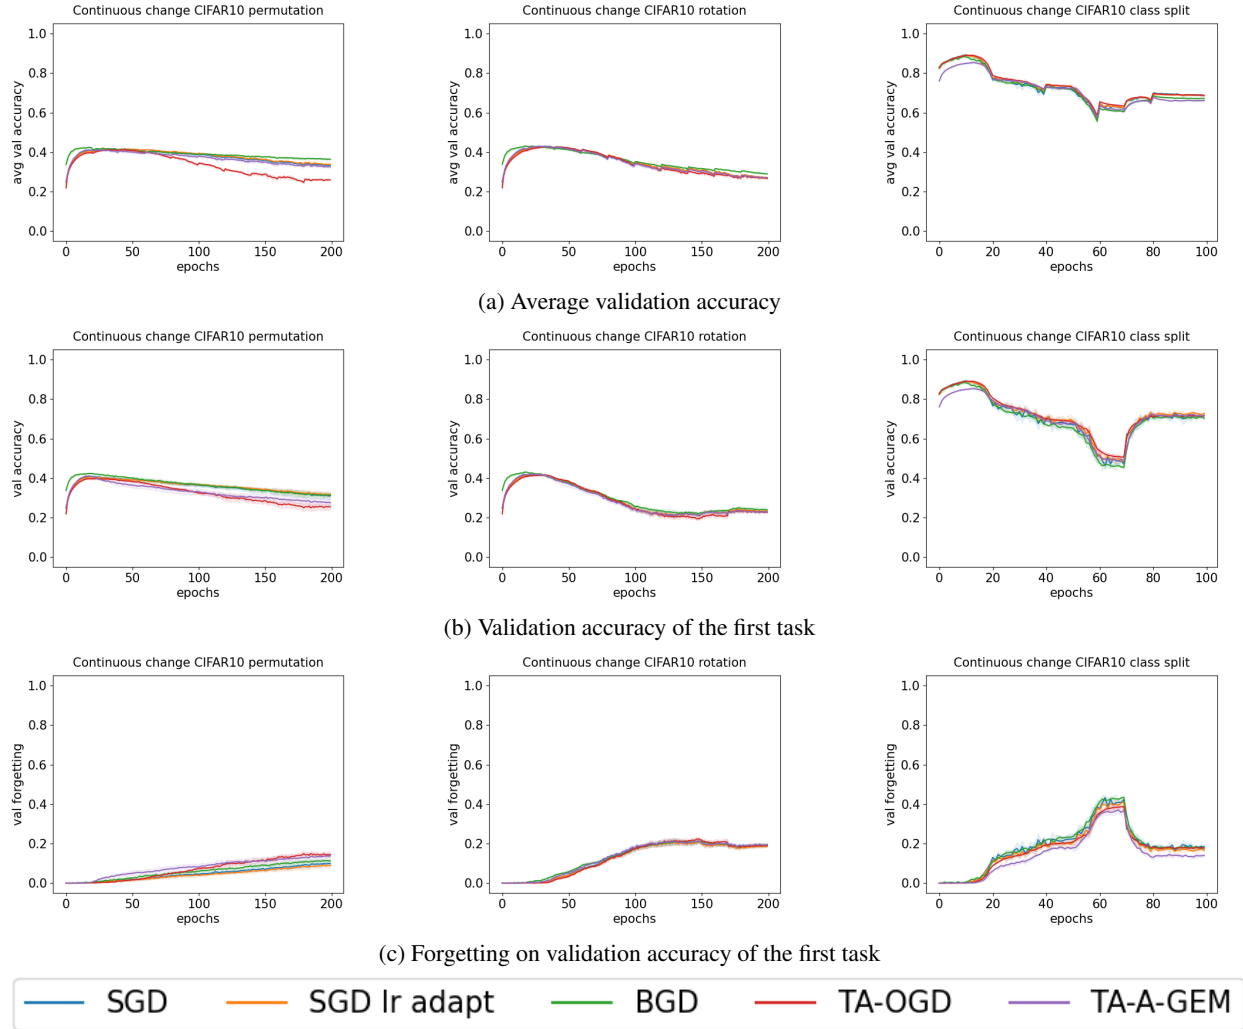 Continuous change CIFAR10 permutation
Continuous change CIFAR10 rotation
Continuous change CIFAR10 class split
1.0
0.8
0.6
0.4
0.2
0.0
avg val accuracy
0 50 100 150 200
epochs
1.0
0.8
0.6
0.4
0.2
0.0
avg val accuracy
0 50 100 150 200
epochs
1.0
0.8
0.6
0.4
0.2
0.0
avg val accuracy
0 20 40 60 80 100
epochs
(a) Average validation accuracy
Continuous change CIFAR10 permutation
Continuous change CIFAR10 rotation
Continuous change CIFAR10 class split
1.0
0.8
0.6
0.4
0.2
0.0
val accuracy
0 50 100 150 200
epochs
1.0
0.8
0.6
0.4
0.2
0.0
val accuracy
0 50 100 150 200
epochs
1.0
0.8
0.6
0.4
0.2
0.0
val accuracy
0 20 40 60 80 100
epochs
(b) Validation accuracy of the first task
Continuous change CIFAR10 permutation
Continuous change CIFAR10 rotation
Continuous change CIFAR10 class split
1.0
0.8
0.6
0.4
0.2
0.0
val forgetting
0 50 100 150 200
epochs
1.0
0.8
0.6
0.4
0.2
0.0
val forgetting
0 50 100 150 200
epochs
1.0
0.8
0.6
0.4
0.2
0.0
val forgetting
0 20 40 60 80 100
epochs
(c) Forgetting on validation accuracy of the first task
SGD SGD lr adapt BGD TA-OGD TA-A-GEM